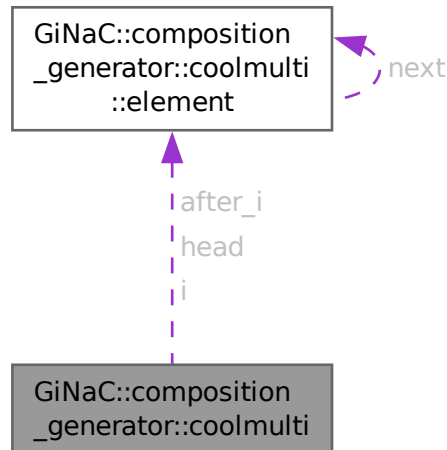 GiNaC::composition
_generator::coolmulti
::element
next
after_i
head
i
GiNaC::composition
_generator::coolmulti